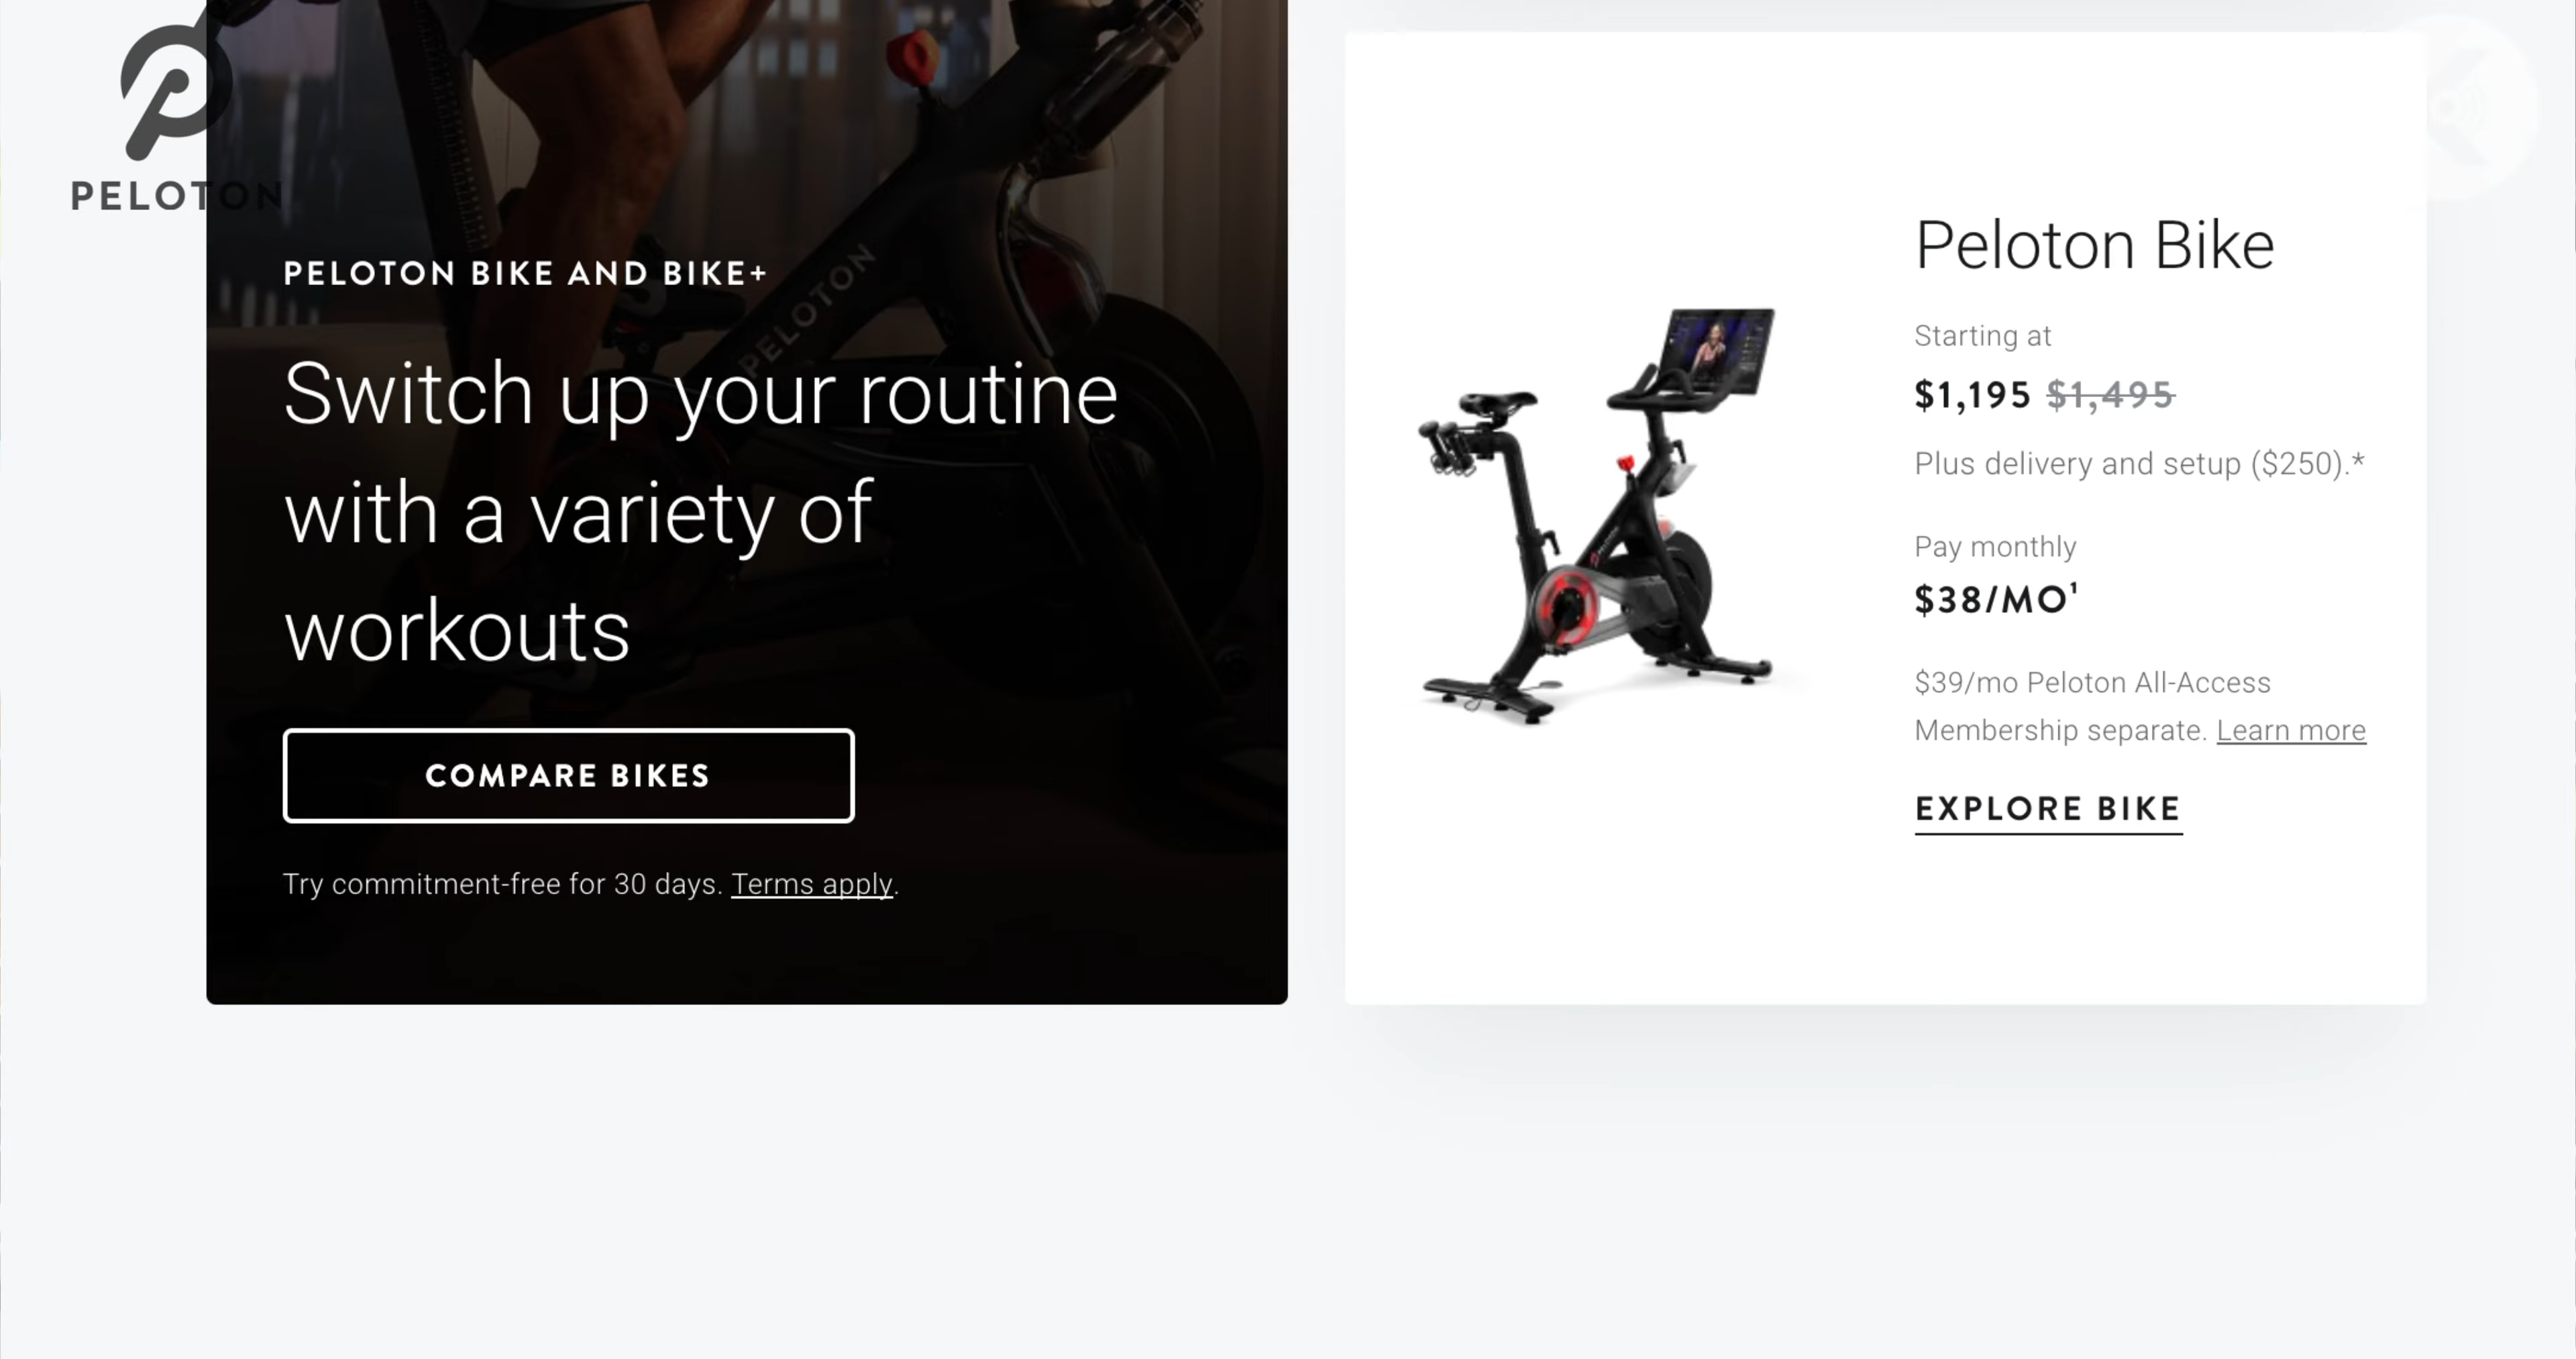 PELOTON
PELOTON
PELOTON BIKE AND BIKE+
Switch up your routine
with a variety of
workouts
COMPARE BIKES
Try commitment-free for 30 days. Terms apply.
Peloton Bike
Starting at
$1,195 $1,495
Plus delivery and setup ($250).*
Pay monthly
$38/MO¹
$39/mo Peloton All-Access
Membership separate. Learn more
EXPLORE BIKE